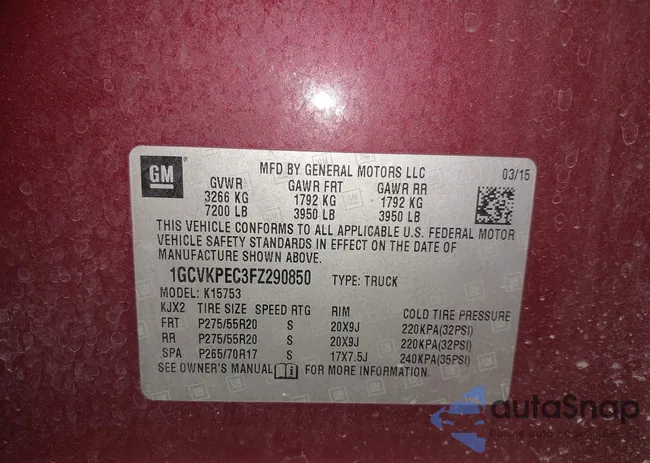 GM
MFD BY GENERAL MOTORS LLC 03/15
GVWR GAWR FRT GAWR RR
3266 KG 1792 KG 1792 KG
7200 LB 3950 LB 3950 LB
THIS VEHICLE CONFORMS TO ALL APPLICABLE U.S. FEDERAL MOTOR
VEHICLE SAFETY STANDARDS IN EFFECT ON THE DATE OF
MANUFACTURE SHOWN ABOVE.
1GCVKPEC3FZ290850 TYPE: TRUCK
MODEL: K15753
KJX2 TIRE SIZE SPEED RTG RIM COLD TIRE PRESSURE
FRT P275/55R20 S 20X9J 220KPA(32PSI)
RR P275/55R20 S 20X9J 220KPA(32PSI)
SPA P265/70R17 S 17X7.5J 240KPA(35PSI)
SEE OWNER'S MANUAL FOR MORE INFORMATION.
autoSnap